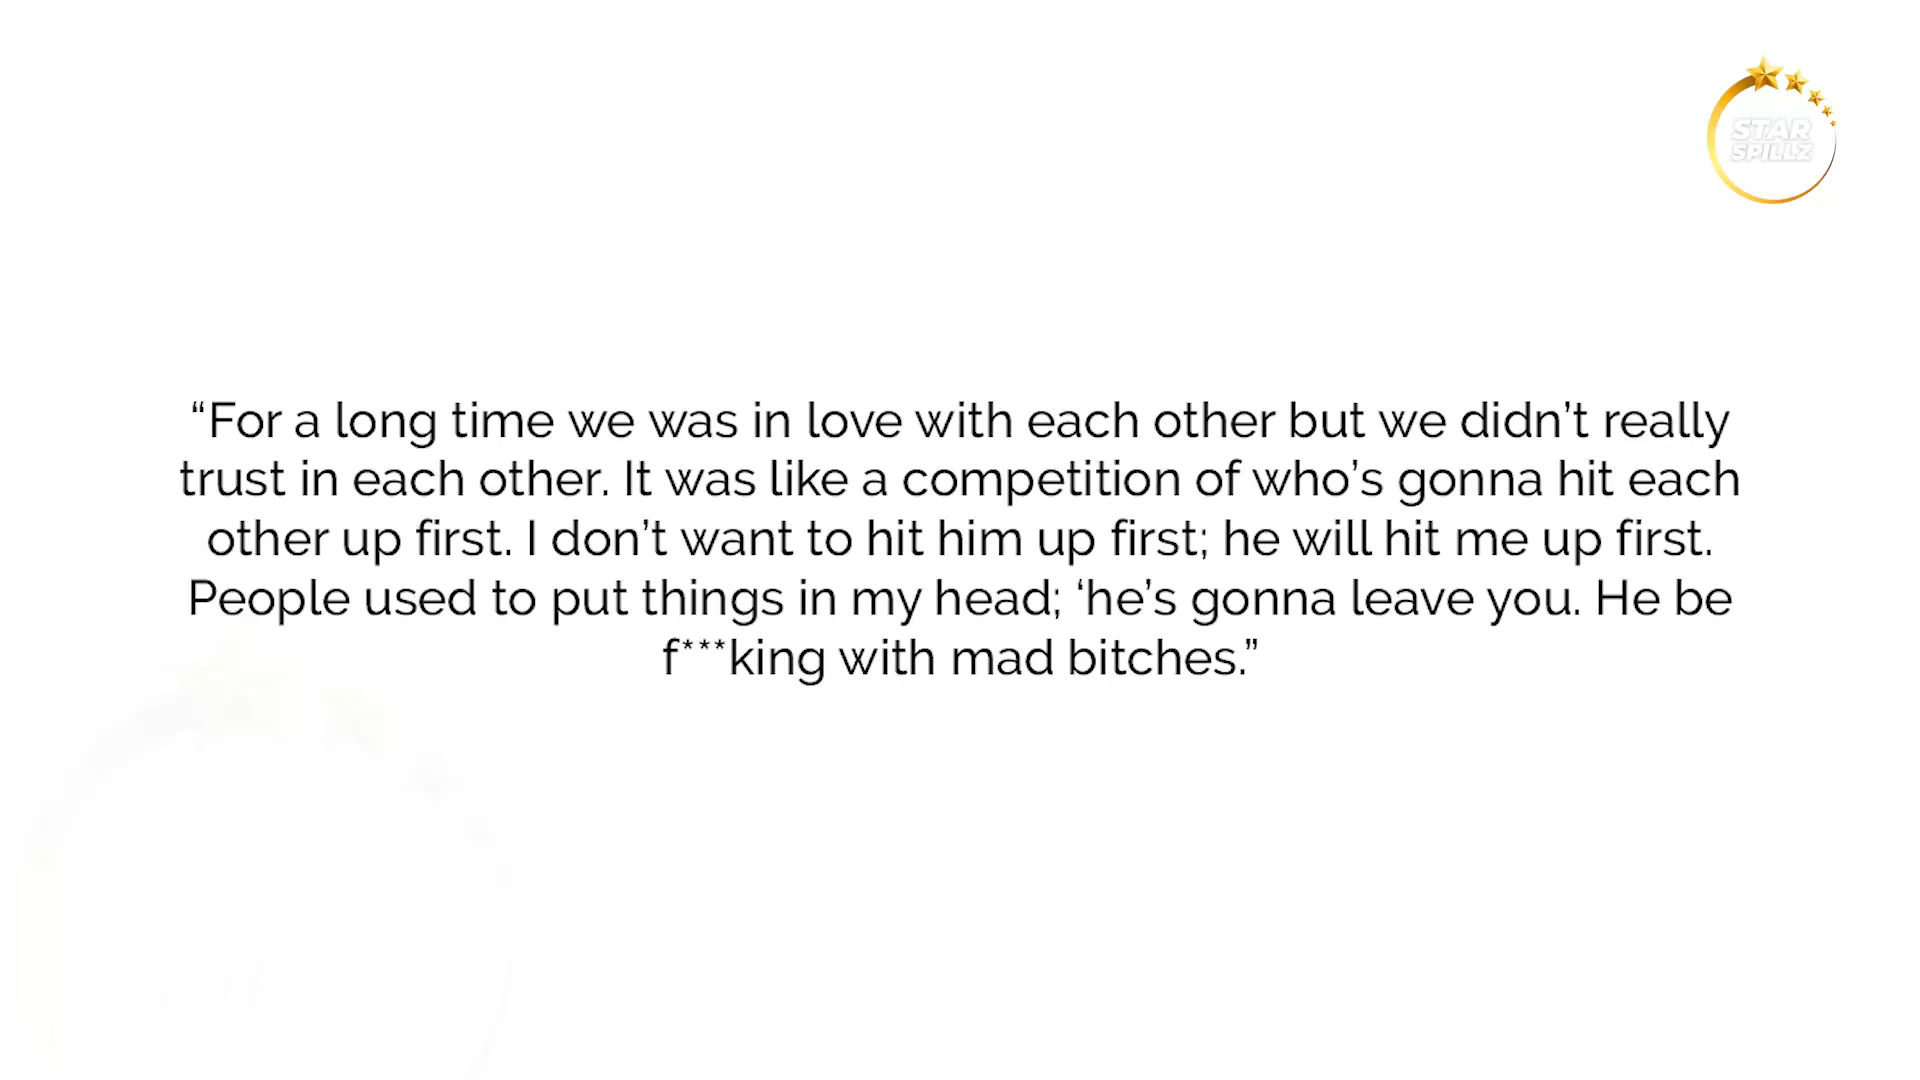 STAR
SPILLZ
“For a long time we was in love with each other but we didn’t really
trust in each other. It was like a competition of who’s gonna hit each
other up first. I don’t want to hit him up first; he will hit me up first.
People used to put things in my head; ‘he’s gonna leave you. He be
f***king with mad bitches.”